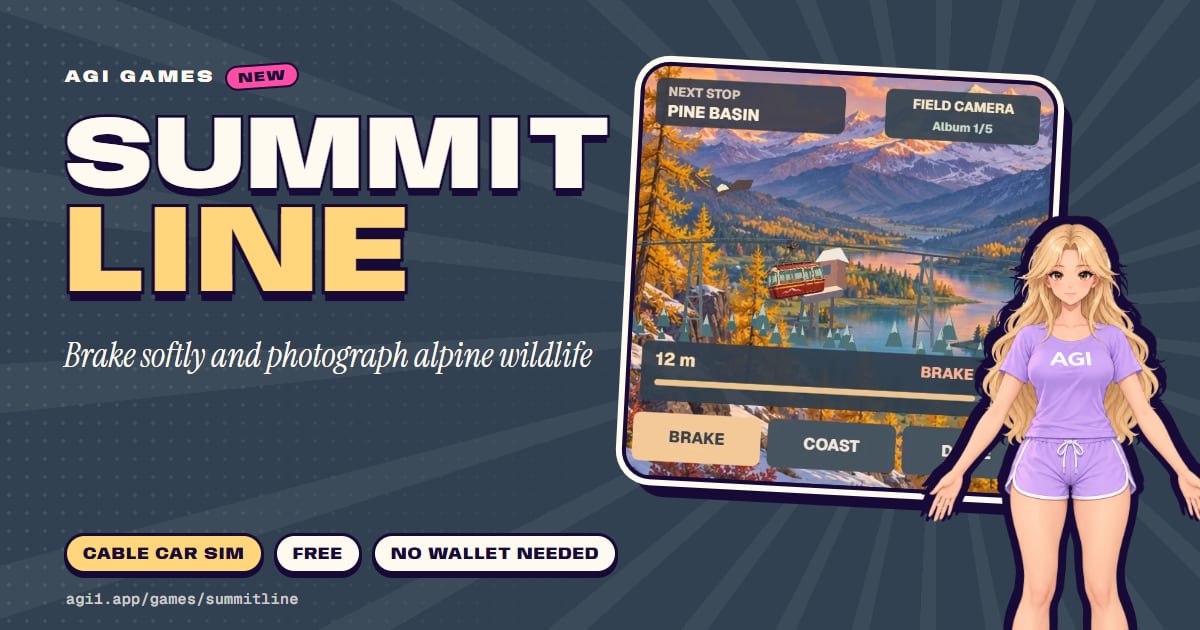 AGI GAMES NEW
SUMMIT
LINE
Brake softly and photograph alpine wildlife
CABLE CAR SIM FREE NO WALLET NEEDED
agi1.app/games/summitline
NEXT STOP
PINE BASIN
FIELD CAMERA
Album 1/5
12 m BRAKE
BRAKE COAST
AGI